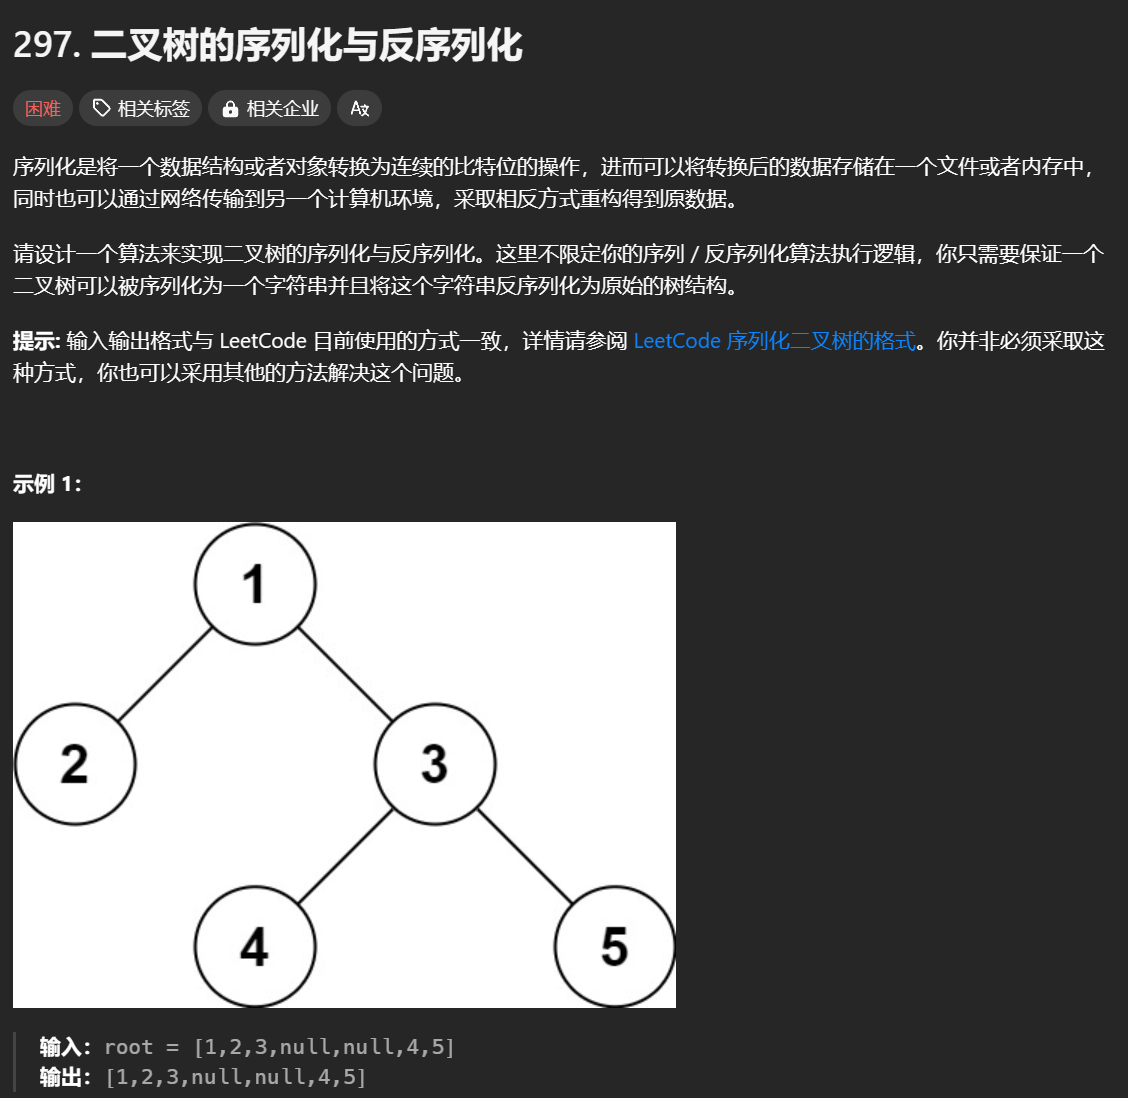 297. 二叉树的序列化与反序列化
困难 相关标签 相关企业 A文
序列化是将一个数据结构或者对象转换为连续的比特位的操作，进而可以将转换后的数据存储在一个文件或者内存中，
同时也可以通过网络传输到另一个计算机环境，采取相反方式重构得到原数据。
请设计一个算法来实现二叉树的序列化与反序列化。这里不限定你的序列 / 反序列化算法执行逻辑，你只需要保证一个
二叉树可以被序列化为一个字符串并且将这个字符串反序列化为原始的树结构。
提示: 输入输出格式与 LeetCode 目前使用的方式一致，详情请参阅 LeetCode 序列化二叉树的格式。你并非必须采取这
种方式，你也可以采用其他的方法解决这个问题。
示例 1：
1
2 3
4 5
输入：root = [1,2,3,null,null,4,5]
输出：[1,2,3,null,null,4,5]